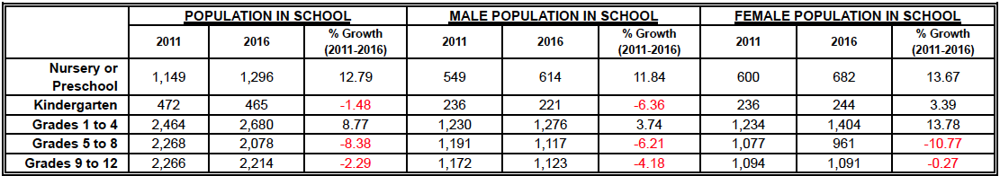 POPULATION IN SCHOOL MALE POPULATION IN SCHOOL FEMALE POPULATION IN SCHOOL
2011 2016 % Growth (2011-2016) 2011 2016 % Growth (2011-2016) 2011 2016 % Growth (2011-2016)
Nursery or Preschool 1,149 1,296 12.79 549 614 11.84 600 682 13.67
Kindergarten 472 465 -1.48 236 221 -6.36 236 244 3.39
Grades 1 to 4 2,464 2,680 8.77 1,230 1,276 3.74 1,234 1,404 13.78
Grades 5 to 8 2,268 2,078 -8.38 1,191 1,117 -6.21 1,077 961 -10.77
Grades 9 to 12 2,266 2,214 -2.29 1,172 1,123 -4.18 1,094 1,091 -0.27